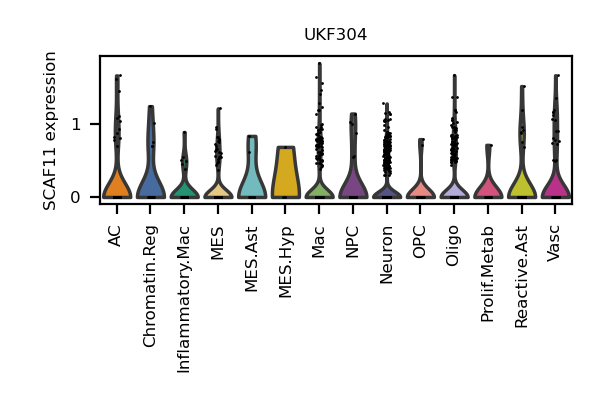 UKF304
SCAF11 expression
1
0
AC
Chromatin.Reg
Inflammatory.Mac
MES
MES.Ast
MES.Hyp
Mac
NPC
Neuron
OPC
Oligo
Prolif.Metab
Reactive.Ast
Vasc